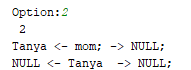 Option:2
2
Tanya <- mom; -> NULL;
NULL <- Tanya  -> NULL;